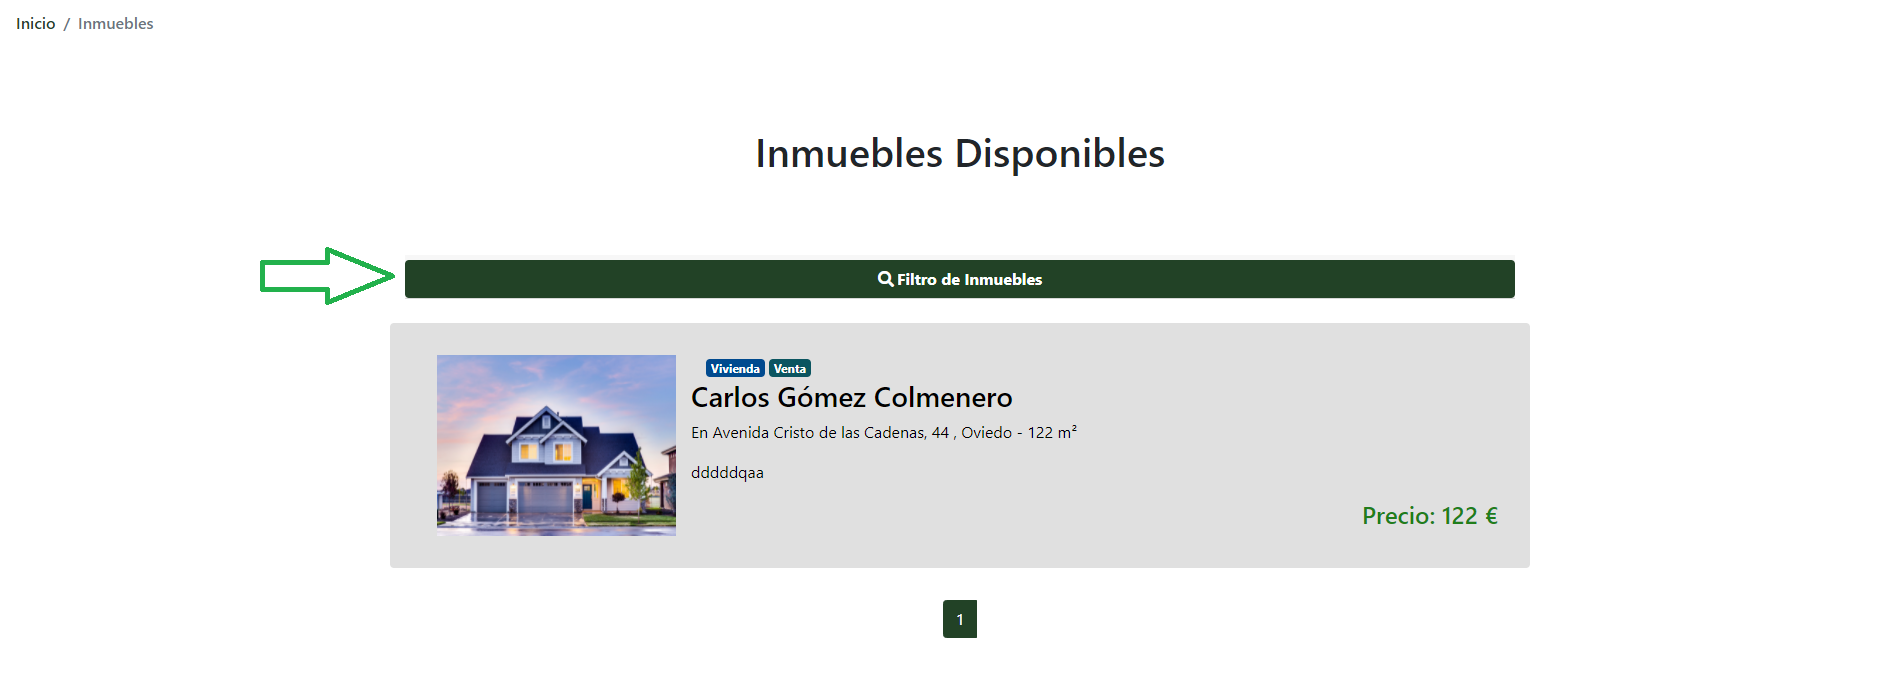 Inicio / Inmuebles
Inmuebles Disponibles
Filtro de Inmuebles
Vivienda Venta
Carlos Gómez Colmenero
En Avenida Cristo de las Cadenas, 44 , Oviedo - 122 m²
dddddqaa
Precio: 122 €
1